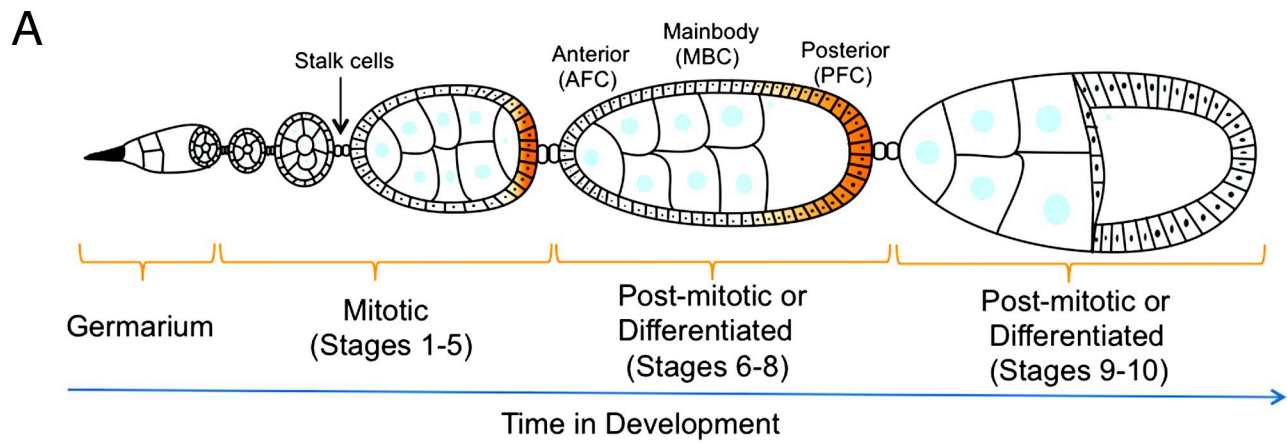 A
Stalk cells
Anterior
(AFC)
Mainbody
(MBC)
Posterior
(PFC)
Germarium
Mitotic
(Stages 1-5)
Post-mitotic or
Differentiated
(Stages 6-8)
Post-mitotic or
Differentiated
(Stages 9-10)
Time in Development